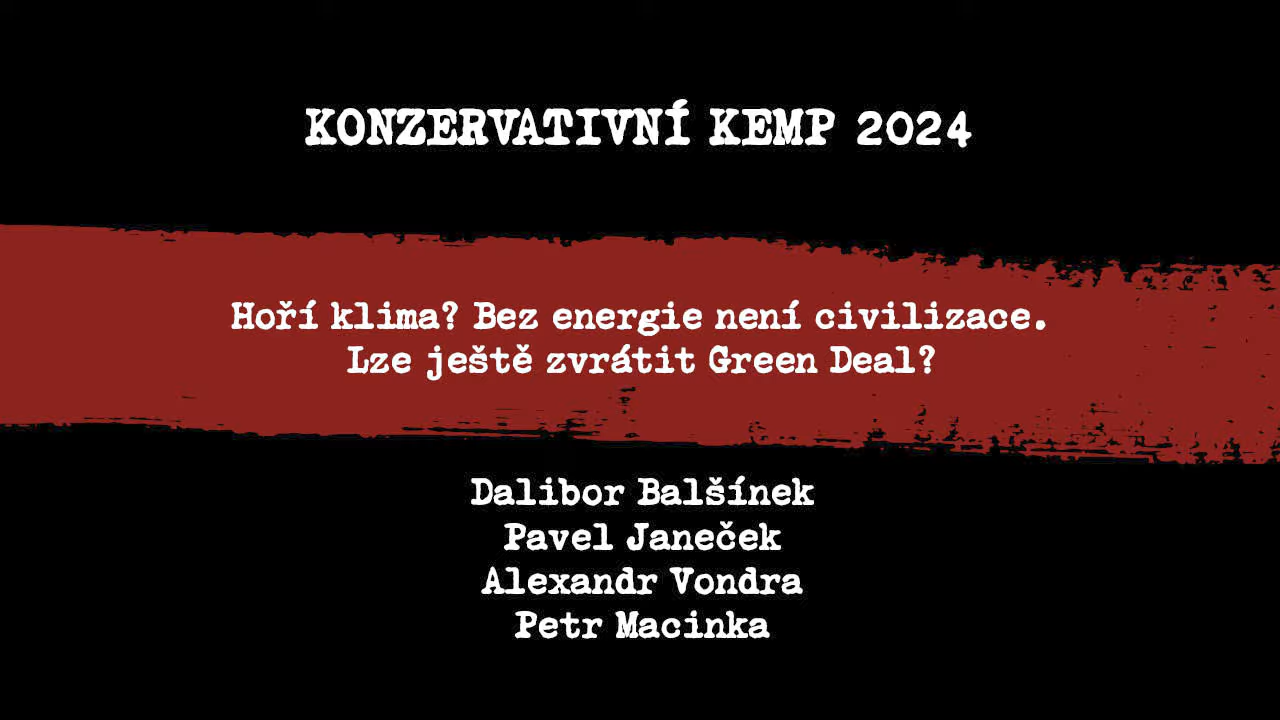 KONZERVATIVNÍ KEMP 2024
Hoří klima? Bez energie není civilizace.
Lze ještě zvrátit Green Deal?
Dalibor Balšínek
Pavel Janeček
Alexandr Vondra
Petr Macinka